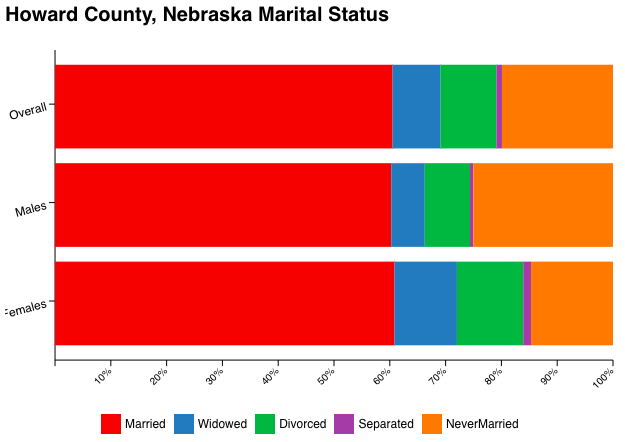 Howard County, Nebraska Marital Status
Overall
Males
Females
10% 20% 30% 40% 50% 60% 70% 80% 90% 100%
Married Widowed Divorced Separated NeverMarried